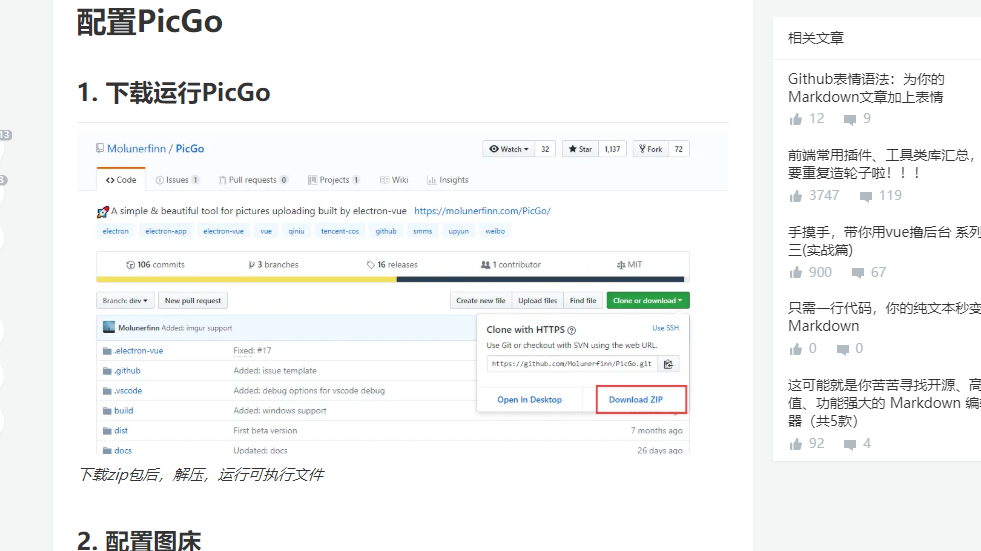 配置PicGo
1. 下载运行PicGo
Molunerfinn / PicGo
Watch 32 Star 1,137 Fork 72
Code Issues 1 Pull requests 0 Projects 1 Wiki Insights
A simple & beautiful tool for pictures uploading built by electron-vue https://molunerfinn.com/PicGo/
electron electron-app electron-vue vue qiniu tencent-cos github smms upyun weibo
106 commits 3 branches 16 releases 1 contributor MIT
Branch: dev New pull request Create new file Upload files Find file Clone or download
Molunerfinn Added: imgur support
.electron-vue Fixed: #17
.github Added: issue template
.vscode Added: debug options for vscode debug
build Added: windows support
dist First beta version 7 months ago
docs Updated: docs 26 days ago
Clone with HTTPS Use SSH
Use Git or checkout with SVN using the web URL.
https://github.com/Molunerfinn/PicGo.git
Open in Desktop Download ZIP
下载zip包后，解压，运行可执行文件
2. 配置图床
13
3
相关文章
Github表情语法：为你的
Markdown文章加上表情
12 9
前端常用插件、工具类库汇总，
要重复造轮子啦！！！
3747 119
手摸手，带你用vue撸后台 系列
三(实战篇)
900 67
只需一行代码，你的纯文本秒变
Markdown
0 0
这可能就是你苦苦寻找开源、高
值、功能强大的 Markdown 编
器（共5款）
92 4